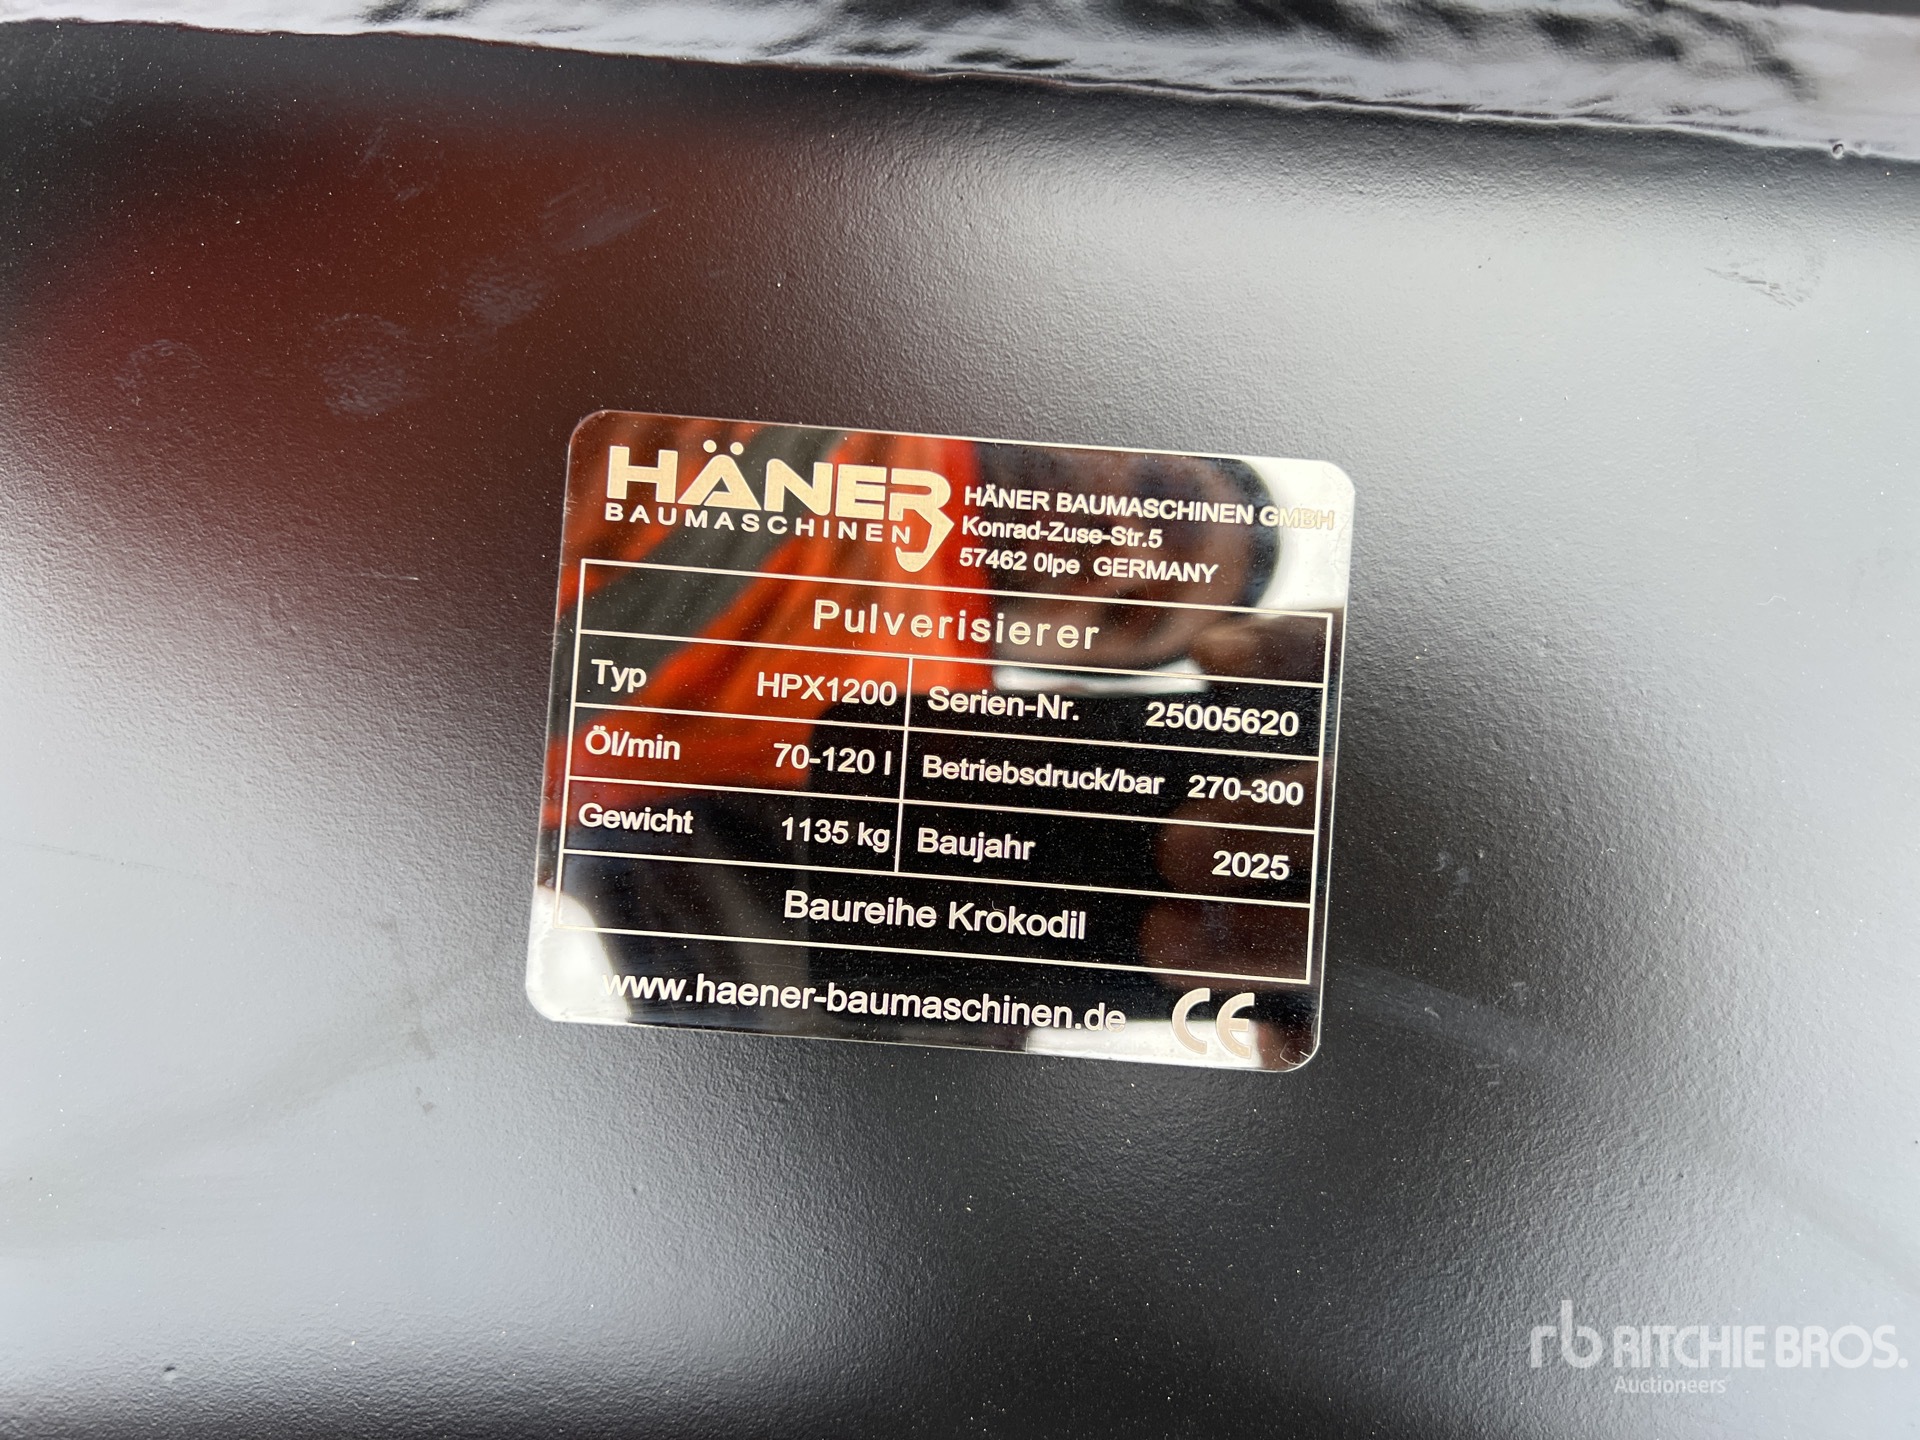 HÄNER
BAUMASCHINEN
HÄNER BAUMASCHINEN GMBH
Konrad-Zuse-Str.5
57462 0lpe GERMANY
Pulverisierer
Typ HPX1200 Serien-Nr. 25005620
Öl/min 70-120 l Betriebsdruck/bar 270-300
Gewicht 1135 kg Baujahr 2025
Baureihe Krokodil
www.haener-baumaschinen.de CE
rb RITCHIE BROS.
Auctioneers